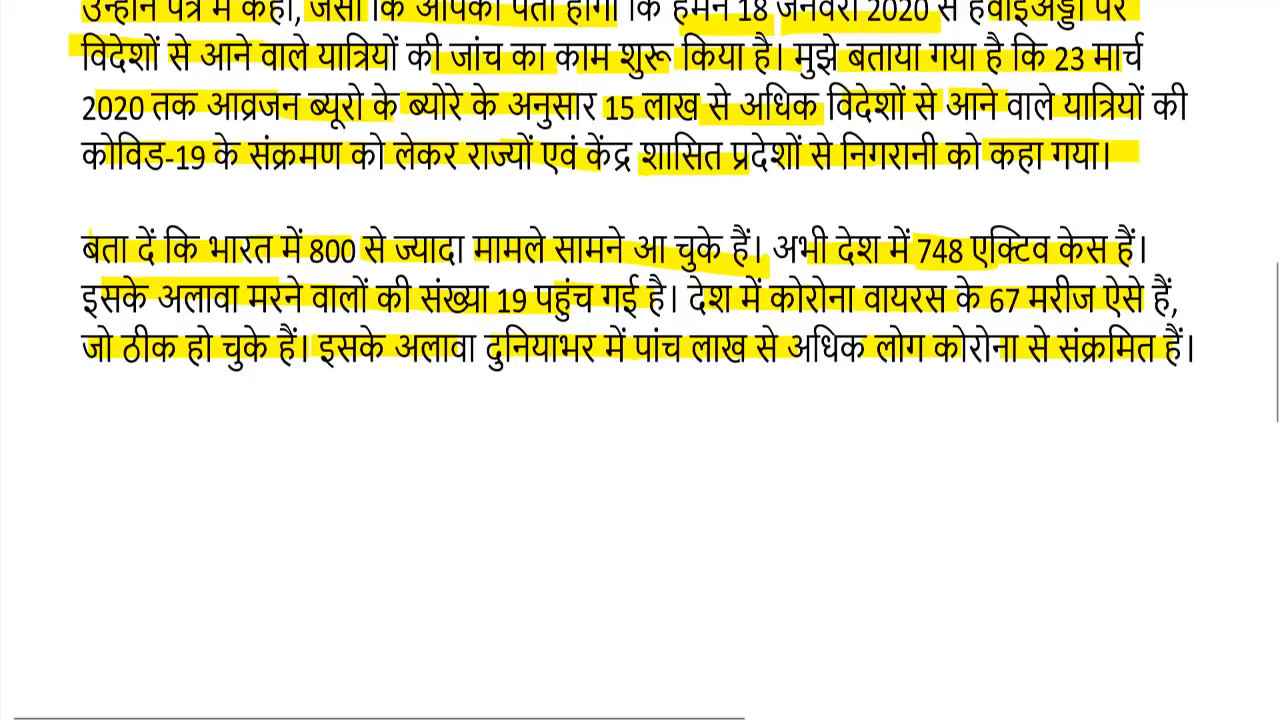 उन्होंने पत्र में कहा, जैसा कि आपको पता होगा कि हमने 18 जनवरी 2020 से हवाईअड्डों पर
विदेशों से आने वाले यात्रियों की जांच का काम शुरू किया है। मुझे बताया गया है कि 23 मार्च
2020 तक आव्रजन ब्यूरो के ब्योरे के अनुसार 15 लाख से अधिक विदेशों से आने वाले यात्रियों की
कोविड-19 के संक्रमण को लेकर राज्यों एवं केंद्र शासित प्रदेशों से निगरानी को कहा गया।
बता दें कि भारत में 800 से ज्यादा मामले सामने आ चुके हैं। अभी देश में 748 एक्टिव केस हैं।
इसके अलावा मरने वालों की संख्या 19 पहुंच गई है। देश में कोरोना वायरस के 67 मरीज ऐसे हैं,
जो ठीक हो चुके हैं। इसके अलावा दुनियाभर में पांच लाख से अधिक लोग कोरोना से संक्रमित हैं।